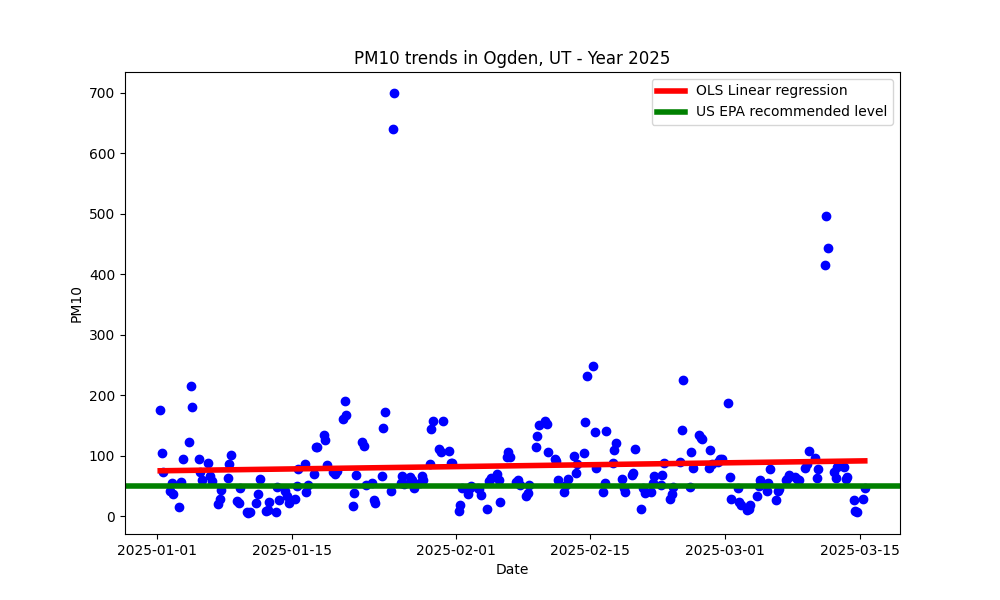 PM10 trends in Ogden, UT - Year 2025
OLS Linear regression
US EPA recommended level
700
600
500
400
300
200
100
0
PM10
2025-01-01
2025-01-15
2025-02-01
2025-02-15
2025-03-01
2025-03-15
Date